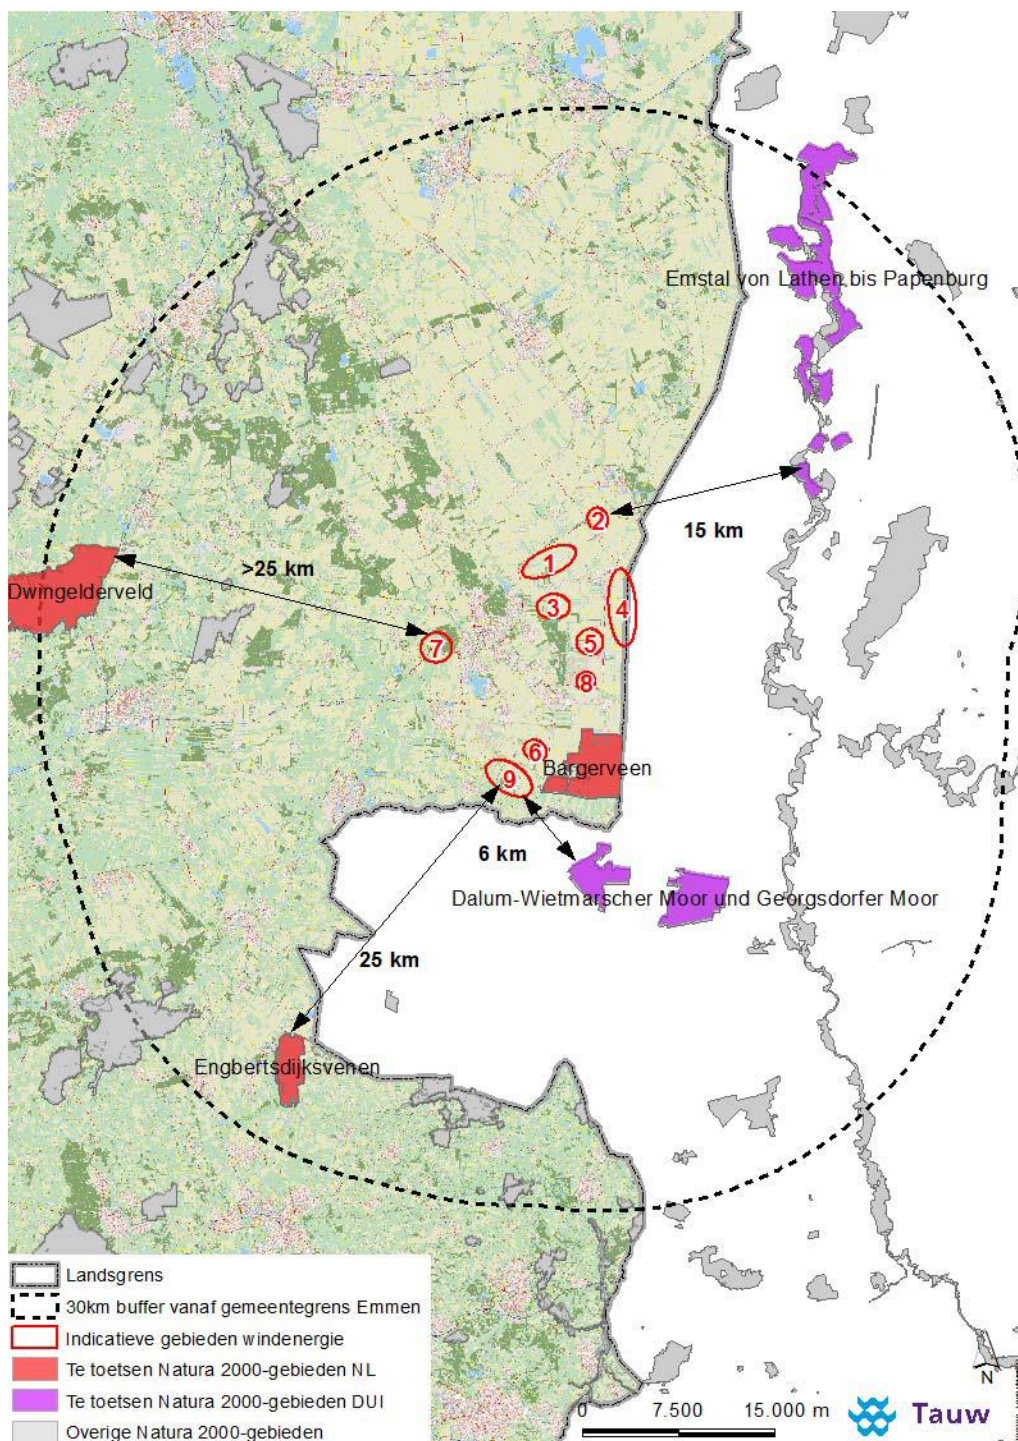 Emstal von Lathen bis Papenburg
2
15 km
1
>25 km
Dwingelderveld
3
4
5
7
8
6
Bargerveen
9
6 km
Dalum-Wietmarscher Moor und Georgsdorfer Moor
25 km
Engbertsdijksvenen
Landsgrens
30km buffer vanaf gemeentegrens Emmen
Indicatieve gebieden windenergie
Te toetsen Natura 2000-gebieden NL
Te toetsen Natura 2000-gebieden DUI
Overige Natura 2000-gebieden
0 7.500 15.000 m
N
Tauw